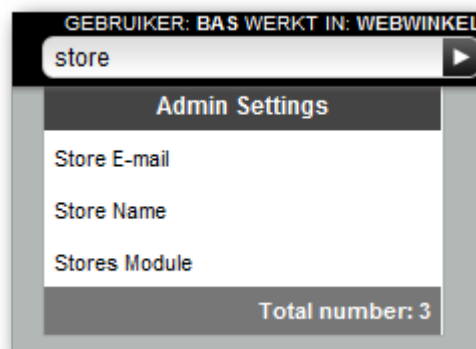 GEBRUIKER: BAS WERKT IN: WEBWINKEL
store
Admin Settings
Store E-mail
Store Name
Stores Module
Total number: 3